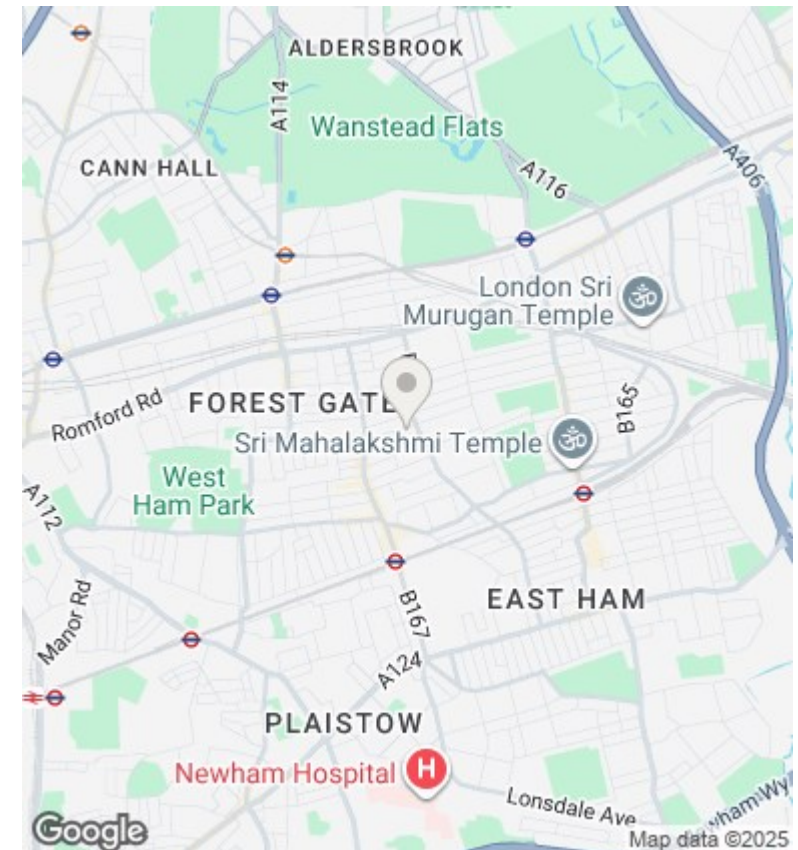 ALDERSBROOK
A114
Wanstead Flats
A406
CANN HALL
A116
London Sri
Murugan Temple
Romford Rd
FOREST GATE
B165
Sri Mahalakshmi Temple
West
Ham Park
A112
EAST HAM
Manor Rd
B167
A124
PLAISTOW
Newham Hospital
H
Lonsdale Ave
Google
Map data ©2025